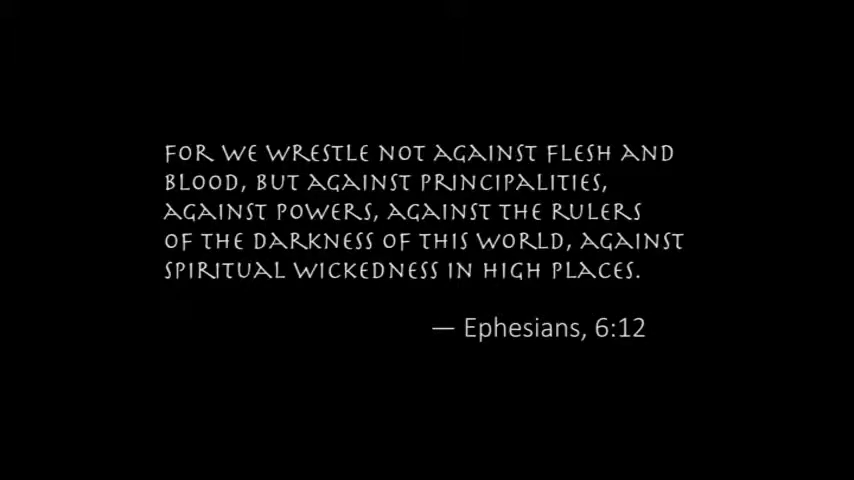 FOR WE WRESTLE NOT AGAINST FLESH AND
BLOOD, BUT AGAINST PRINCIPALITIES,
AGAINST POWERS, AGAINST THE RULERS
OF THE DARKNESS OF THIS WORLD, AGAINST
SPIRITUAL WICKEDNESS IN HIGH PLACES.
— Ephesians, 6:12